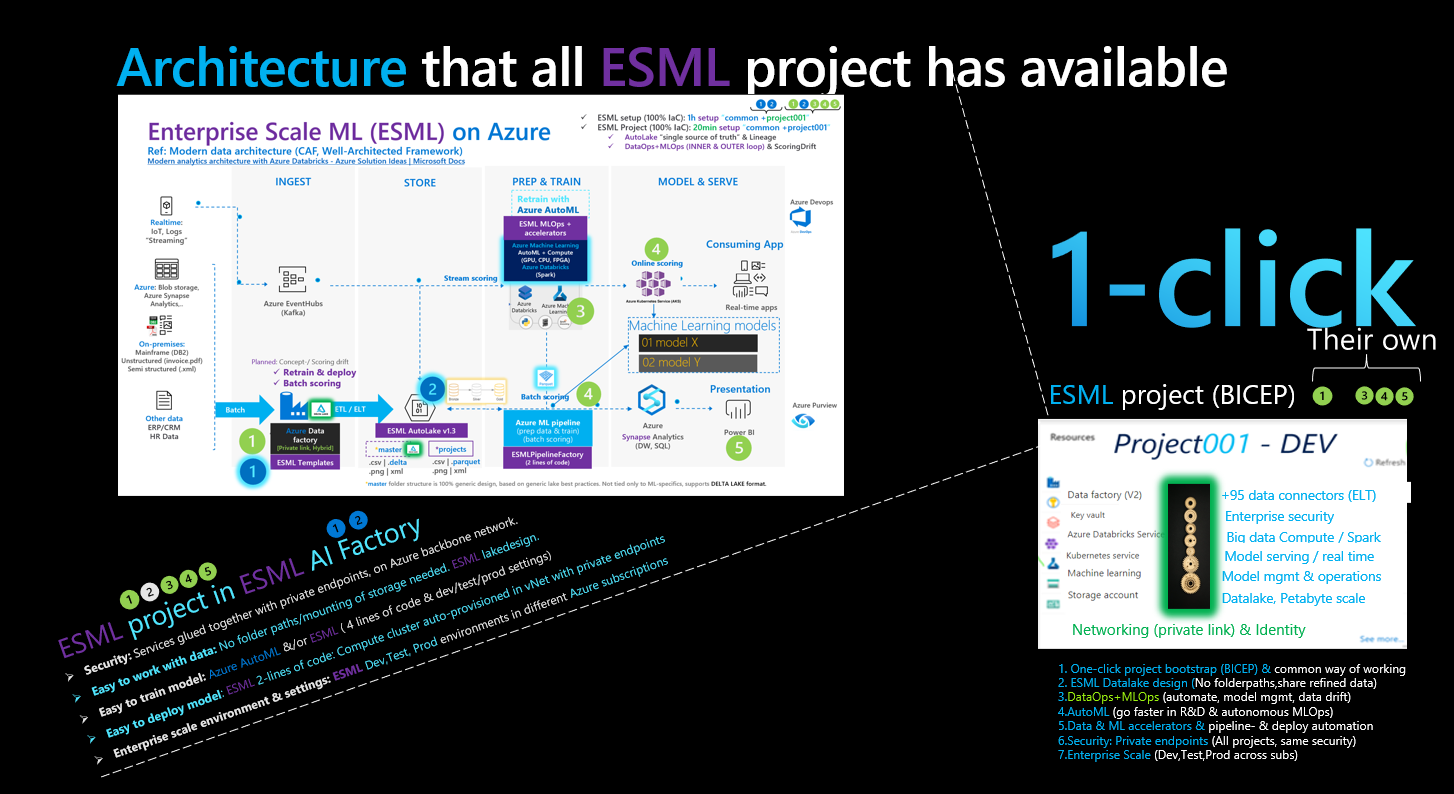 Architecture that all ESML project has available
1 2 1 2 3 4 5
Enterprise Scale ML (ESML) on Azure
Ref: Modern data architecture (CAF, Well-Architected Framework)
Modern analytics architecture with Azure Databricks - Azure Solution Ideas | Microsoft Docs
✓ ESML setup (100% IaC): 1h setup "common +project001"
✓ ESML Project (100% IaC): 20min setup "common +project001"
✓ AutoLake "single source of truth" & Lineage
✓ DataOps+MLOps (INNER & OUTER loop) & ScoringDrift
INGEST
STORE
PREP & TRAIN
MODEL & SERVE
Realtime:
IoT, Logs
"Streaming"
Azure: Blob storage,
Azure Synapse
Analytics,..
On-premises:
Mainframe (DB2)
Unstructured (invoice.pdf)
Semi structured (.xml)
Other data
ERP/CRM
HR Data
Azure EventHubs
(Kafka)
Planned: Concept-/ Scoring drift
✓ Retrain & deploy
✓ Batch scoring
Batch
ETL / ELT
1
1
Azure Data
factory
[Private link, Hybrid]
ESML Templates
Stream scoring
2
ESML AutoLake v1.3
*master
*projects
.csv | .delta
.png | xml
.csv | .parquet
.png | xml
Retrain with
Azure AutoML
ESML MLOps +
accelerators
Azure Machine Learning
AutoML + Compute
(GPU, CPU, FPGA)
Azure Databricks
(Spark)
Azure
Databricks
3
Parquet
Batch scoring
4
Azure ML pipeline
(prep data & train)
(batch scoring)
ESMLPipelineFactory
(2 lines of code)
4
Online scoring
Azure Kubernetes Service (AKS)
Machine Learning models
01 model X
02 model Y
Azure
Synapse Analytics
(DW, SQL)
Consuming App
Real-time apps
Presentation
Power BI
5
Azure Devops
Azure DevOps
Azure Purview
*master folder structure is 100% generic design, based on generic lake best practices. Not tied only to ML-specifics, supports DELTA LAKE format.
1-click
Their own
ESML project (BICEP)
1 3 4 5
Resources
Project001 - DEV
Refresh
Data factory (V2)
Key vault
Azure Databricks Service
Kubernetes service
Machine learning
Storage account
+95 data connectors (ELT)
Enterprise security
Big data Compute / Spark
Model serving / real time
Model mgmt & operations
Datalake, Petabyte scale
Networking (private link) & Identity
See more...
1. One-click project bootstrap (BICEP) & common way of working
2. ESML Datalake design (No folderpaths,share refined data)
3.DataOps+MLOps (automate, model mgmt, data drift)
4.AutoML (go faster in R&D & autonomous MLOps)
5.Data & ML accelerators & pipeline- & deploy automation
6.Security: Private endpoints (All projects, same security)
7.Enterprise Scale (Dev,Test,Prod across subs)
1 2 3 4 5
1 2
ESML project in ESML AI Factory
➢ Security: Services glued together with private endpoints, on Azure backbone network.
➢ Easy to work with data: No folder paths/mounting of storage needed. ESML lakedesign.
➢ Easy to train model: Azure AutoML &/or ESML ( 4 lines of code & dev/test/prod settings)
➢ Easy to deploy model: ESML 2-lines of code: Compute cluster auto-provisioned in vNet with private endpoints
➢ Enterprise scale environment & settings: ESML Dev,Test, Prod environments in different Azure subscriptions